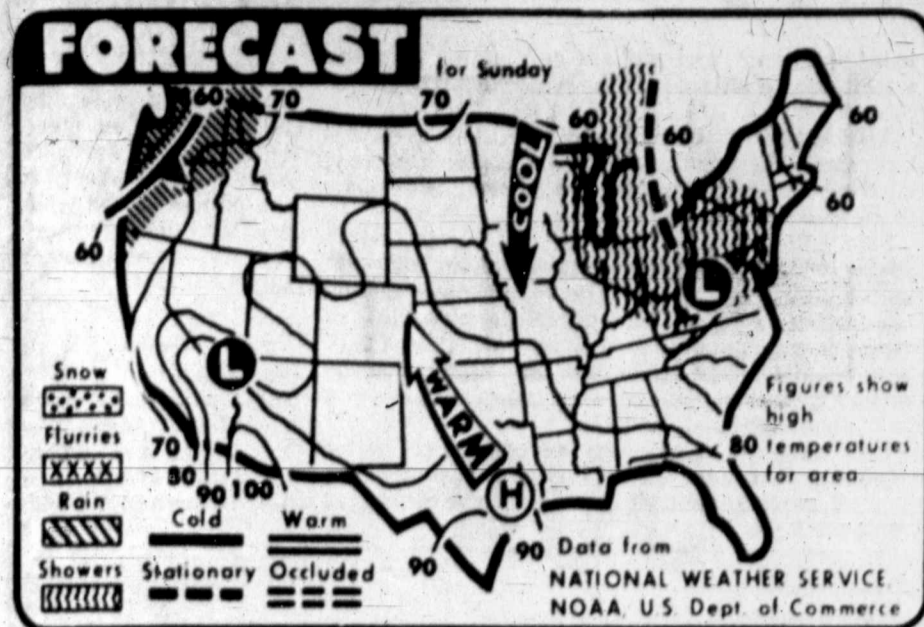 FORECAST
for Sunday
60 70 70 60 60 60
60
60
COOL
L
L
WARM
H
Snow
Flurries
XXXX
Rain
Showers
70
80
90 100
Cold Warm
Stationary Occluded
90 90
80
Figures show
high
temperatures
for area
Data from
NATIONAL WEATHER SERVICE,
NOAA, U.S. Dept. of Commerce